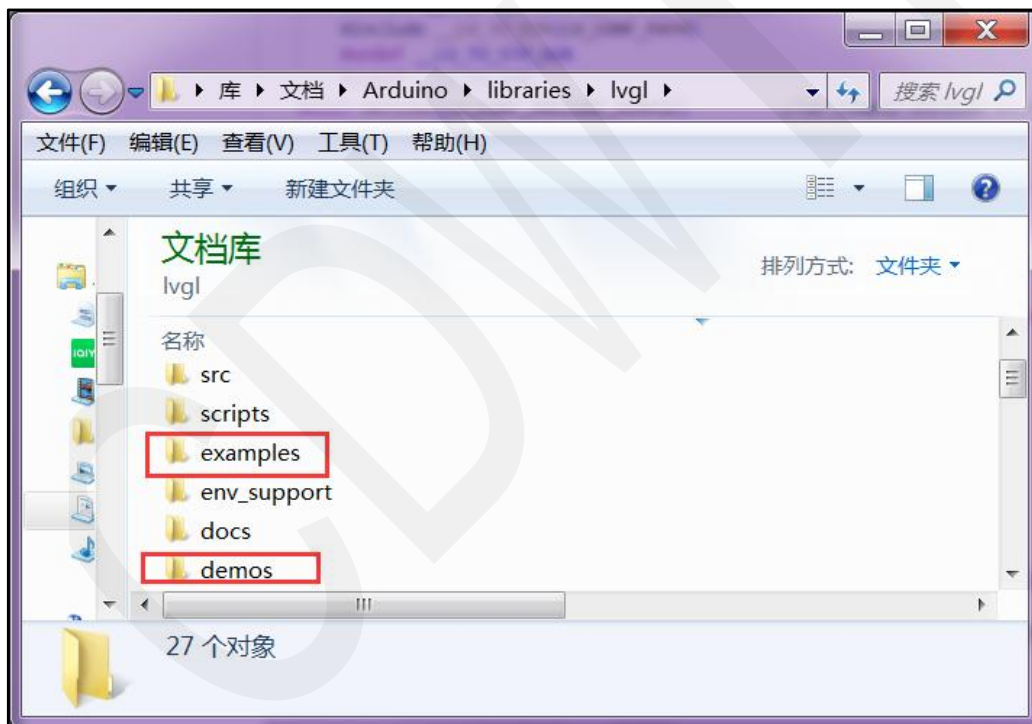 库 文档 Arduino libraries lvgl 搜索 lvgl
文件(F) 编辑(E) 查看(V) 工具(T) 帮助(H)
组织 共享 新建文件夹
文档库
lvgl
排列方式: 文件夹
名称
src
scripts
examples
env_support
docs
demos
27 个对象